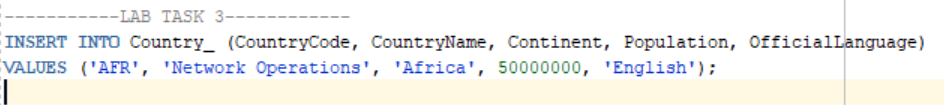 -----------LAB TASK 3------------
INSERT INTO Country_ (CountryCode, CountryName, Continent, Population, OfficialLanguage)
VALUES ('AFR', 'Network Operations', 'Africa', 50000000, 'English');